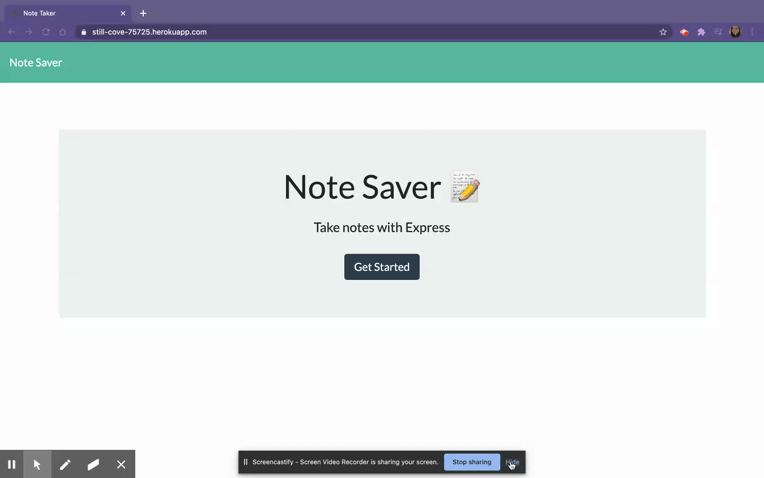 Note Taker
still-cove-75725.herokuapp.com
Note Saver
Note Saver
Take notes with Express
Get Started
Screencastify - Screen Video Recorder is sharing your screen. Stop sharing Hide